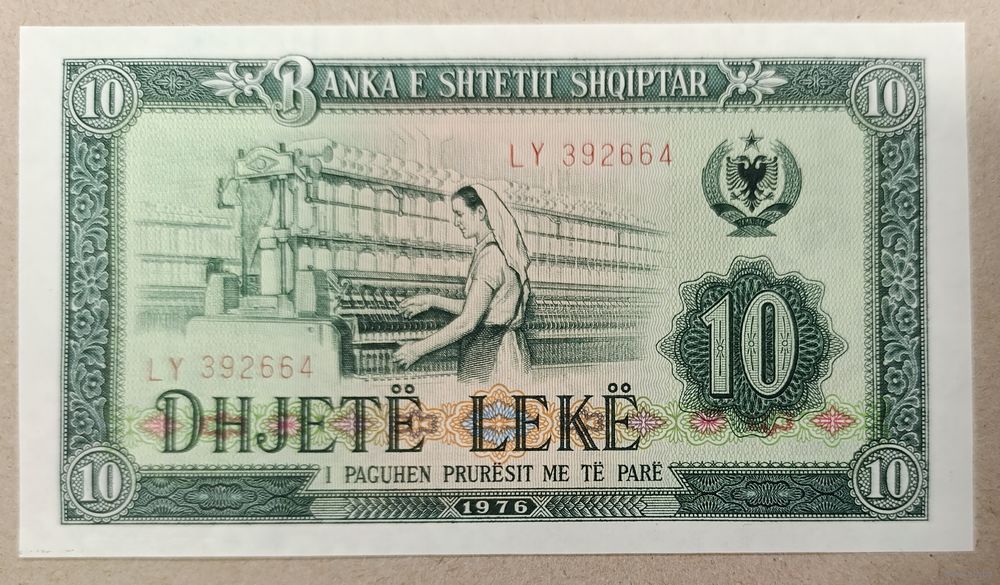 10 BANKA E SHTETIT SHQIPTAR 10
LY 392664
10
LY 392664
DHJETË LEKË
10 I PAGUHEN PRURËSIT ME TË PARË 10
1976